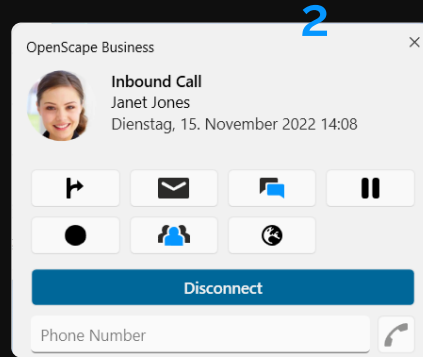 2
OpenScape Business
Inbound Call
Janet Jones
Dienstag, 15. November 2022 14:08
Disconnect
Phone Number